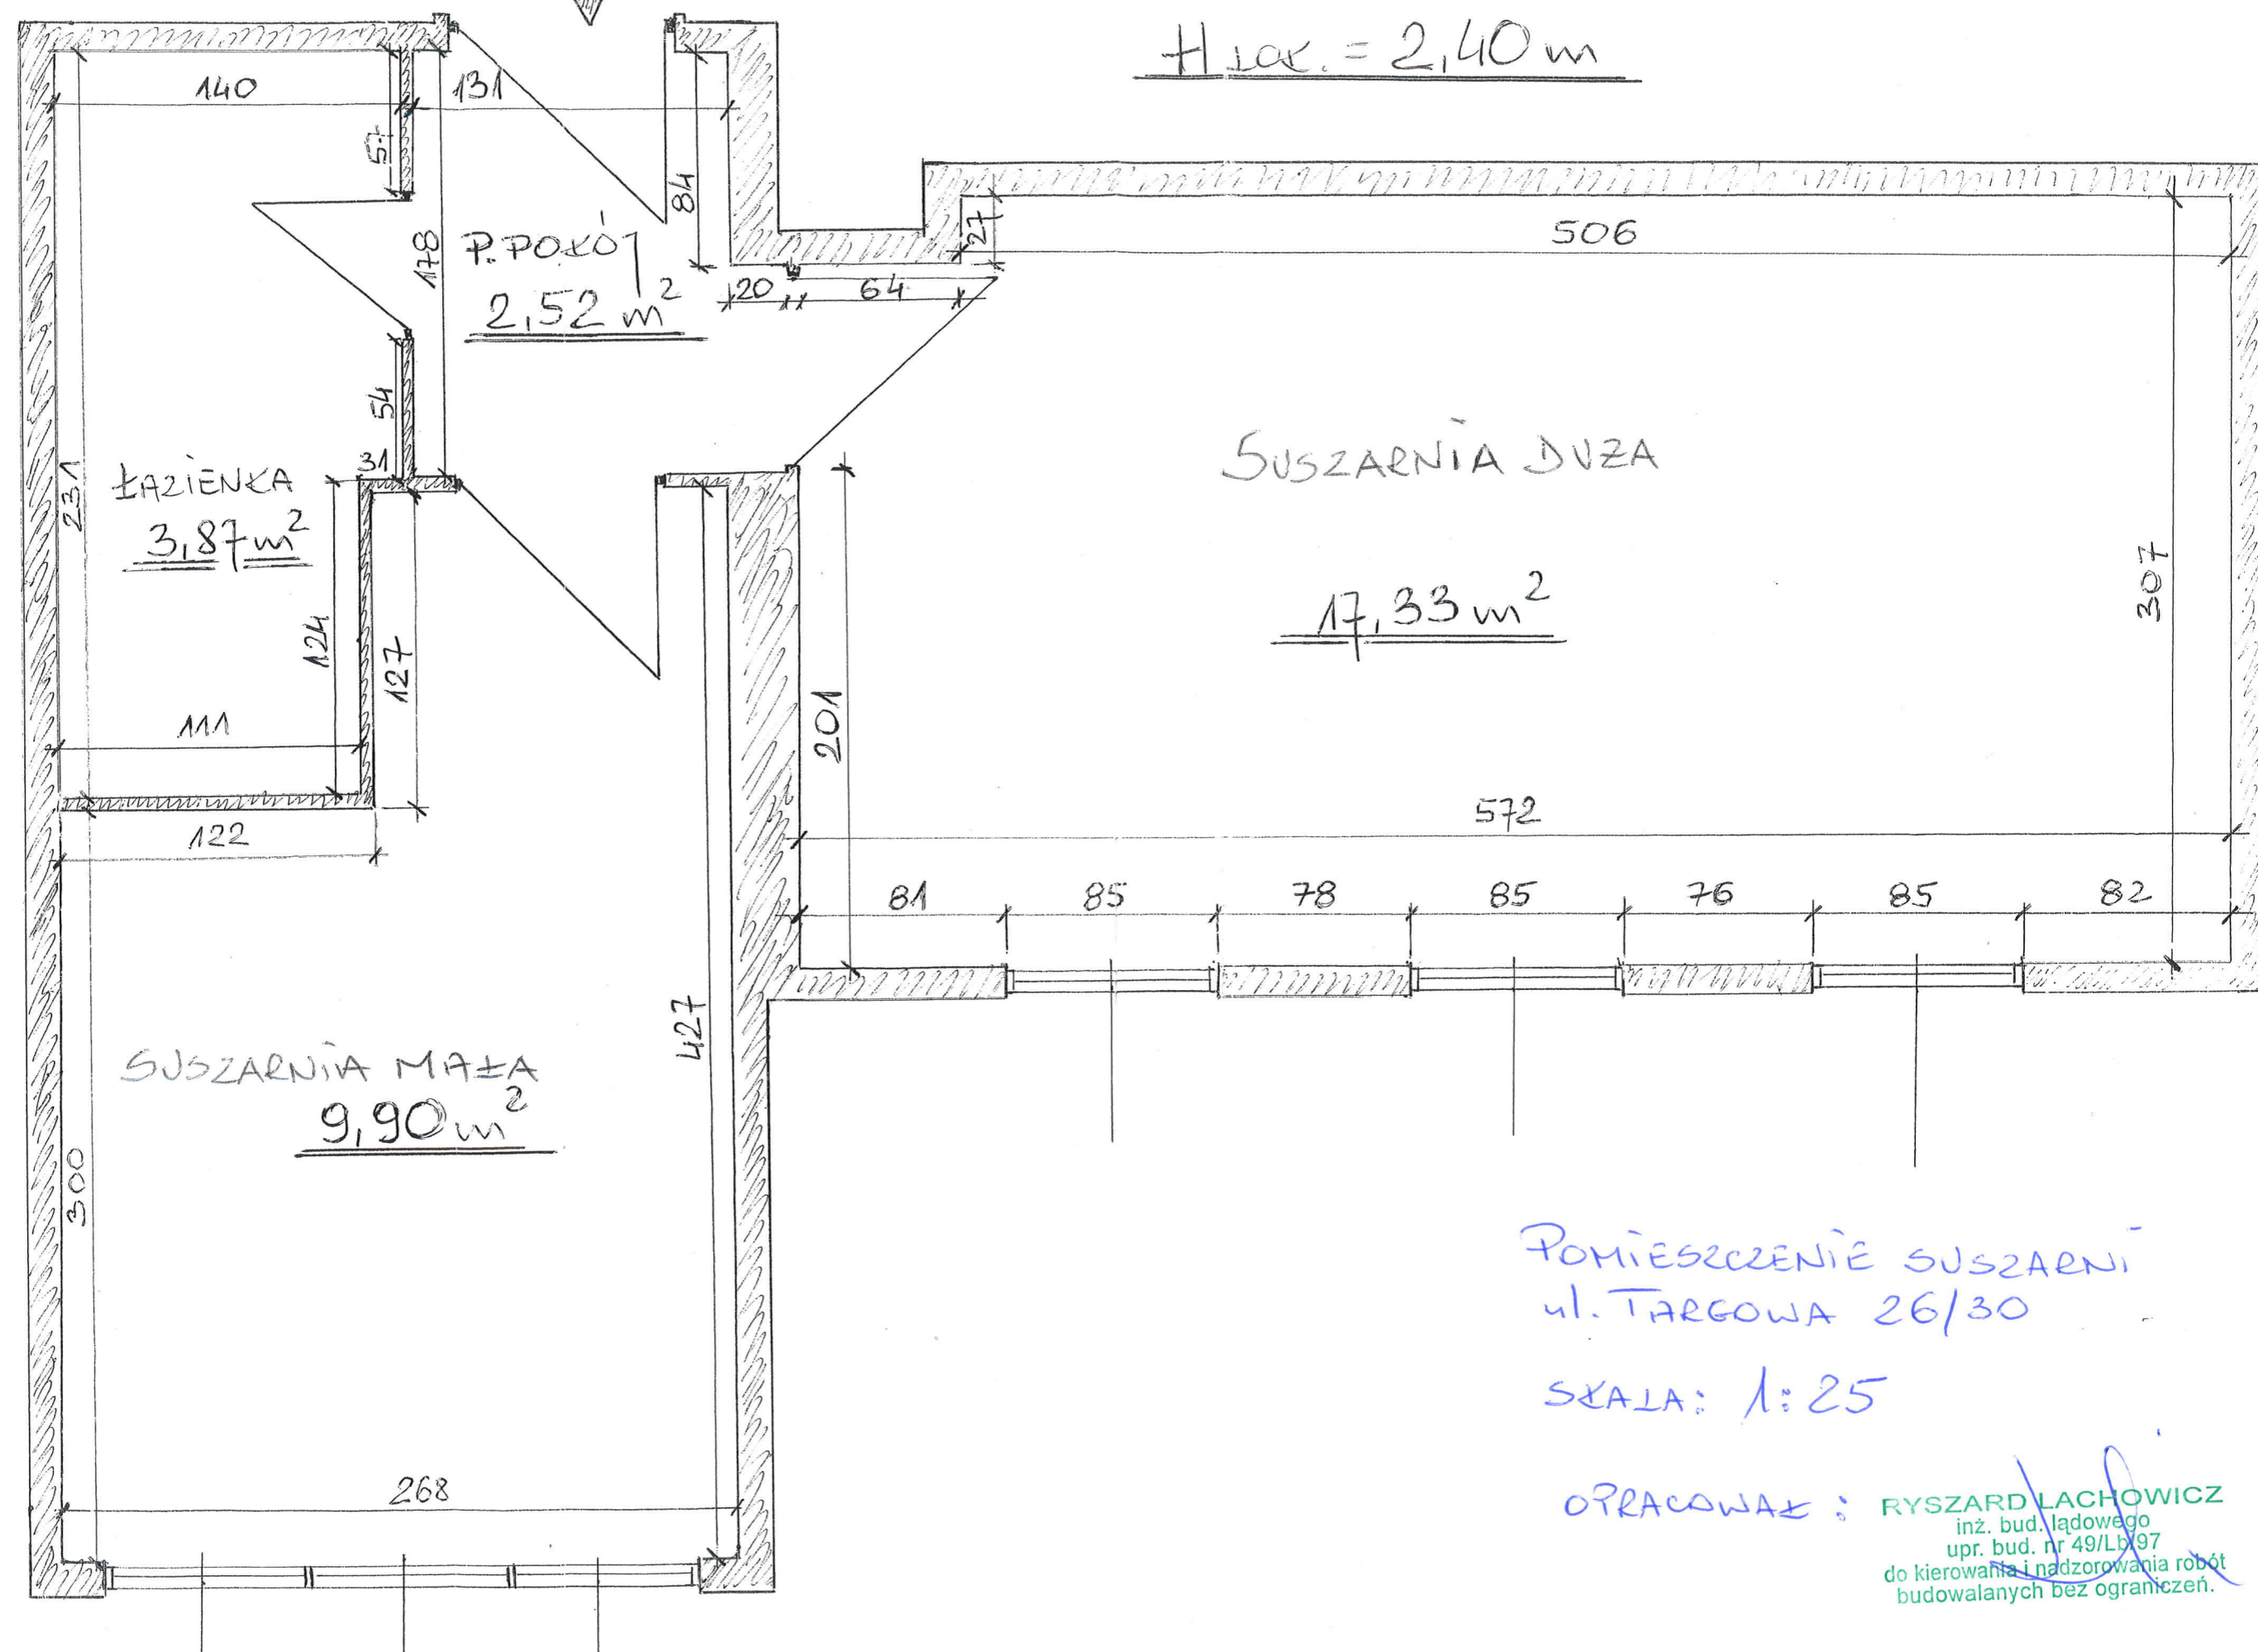 H LOK. = 2,40 m
140
131
5
84
178
P. POKÓJ
2,52 m²
20
64
27
506
54
31
231
ŁAZIENKA
3,87 m²
124
127
111
122
SUSZARNIA DUŻA
17,33 m²
307
201
572
81
85
78
85
76
85
82
427
SUSZARNIA MAŁA
9,90 m²
300
268
POMIESZCZENIE SUSZARNI
ul. TARGOWA 26/30
SKALA: 1:25
OPRACOWAŁ:
RYSZARD LACHOWICZ
inż. bud. lądowego
upr. bud. nr 49/Lb/97
do kierowania i nadzorowania robót
budowalanych bez ograniczeń.